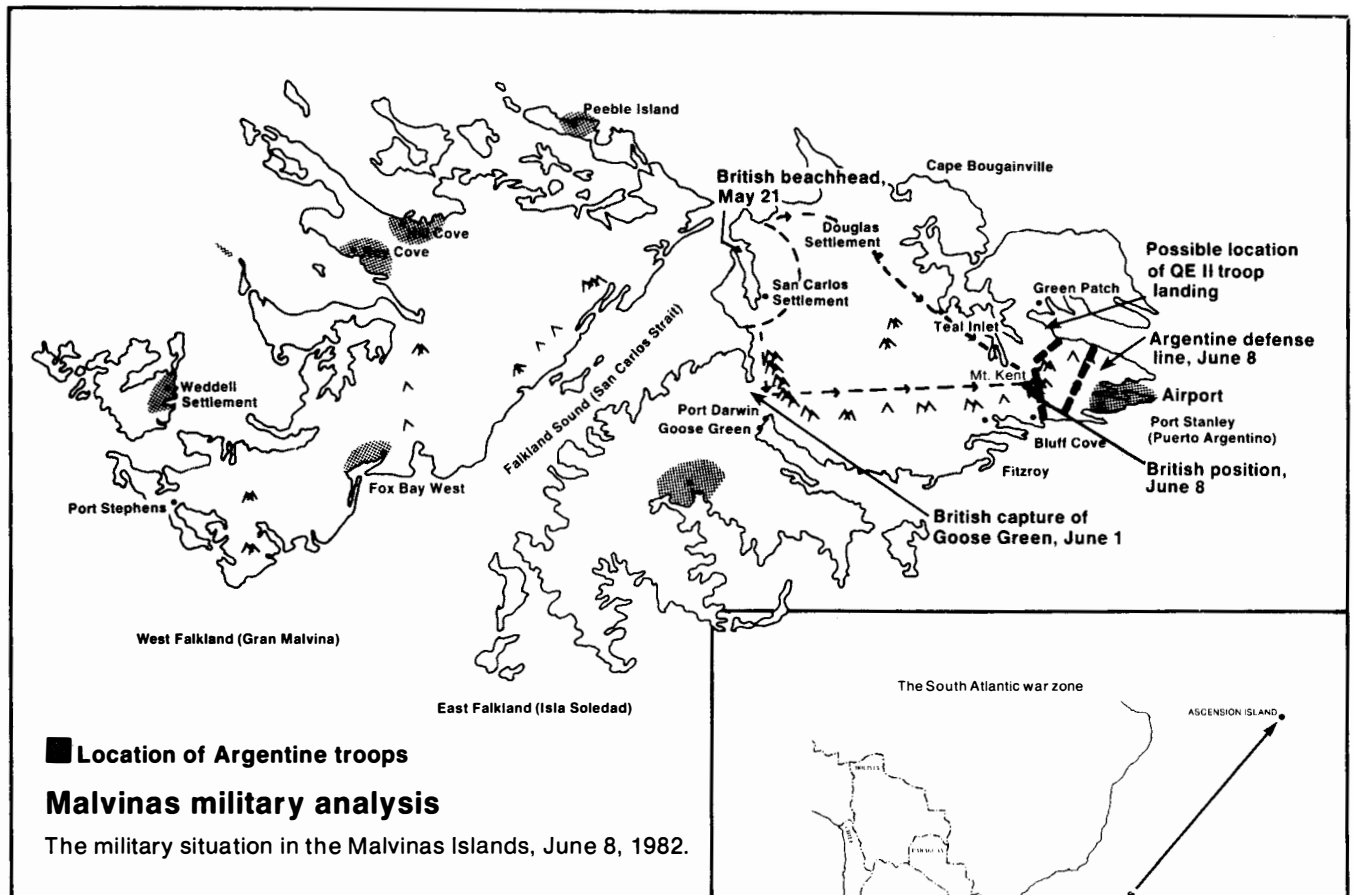 Peeble Island
Cape Bougainville
British beachhead,
May 21
Douglas
Settlement
Hill Cove
Roy Cove
Possible location
of QE II troop
landing
San Carlos
Settlement
Green Patch
Teal Inlet
Argentine defense
line, June 8
Mt. Kent
Weddell
Settlement
Falkland Sound (San Carlos Strait)
Airport
Port Darwin
Goose Green
Port Stanley
(Puerto Argentino)
Bluff Cove
British position,
June 8
Fitzroy
Fox Bay West
Port Stephens
British capture of
Goose Green, June 1
West Falkland (Gran Malvina)
East Falkland (Isla Soledad)
The South Atlantic war zone
ASCENSION ISLAND
Location of Argentine troops
BOLIVIA
Malvinas military analysis
The military situation in the Malvinas Islands, June 8, 1982.
PARAGUAY